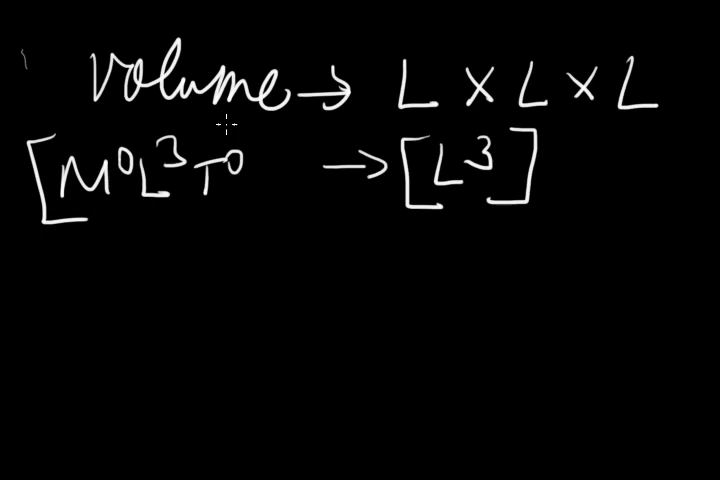 Volume → L × L × L
[M⁰L³T⁰ → [L³]